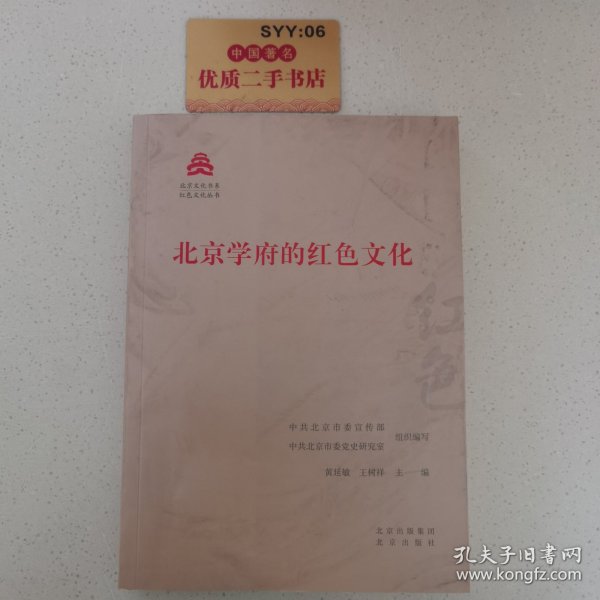 SYY:06
中国著名
优质二手书店
北京文化书系
红色文化丛书
北京学府的红色文化
红色
中共北京市委宣传部
中共北京市委党史研究室
组织编写
黄延敏 王树祥 主编
北京出版集团
北京出版社
孔夫子旧书网
www.kongfz.com